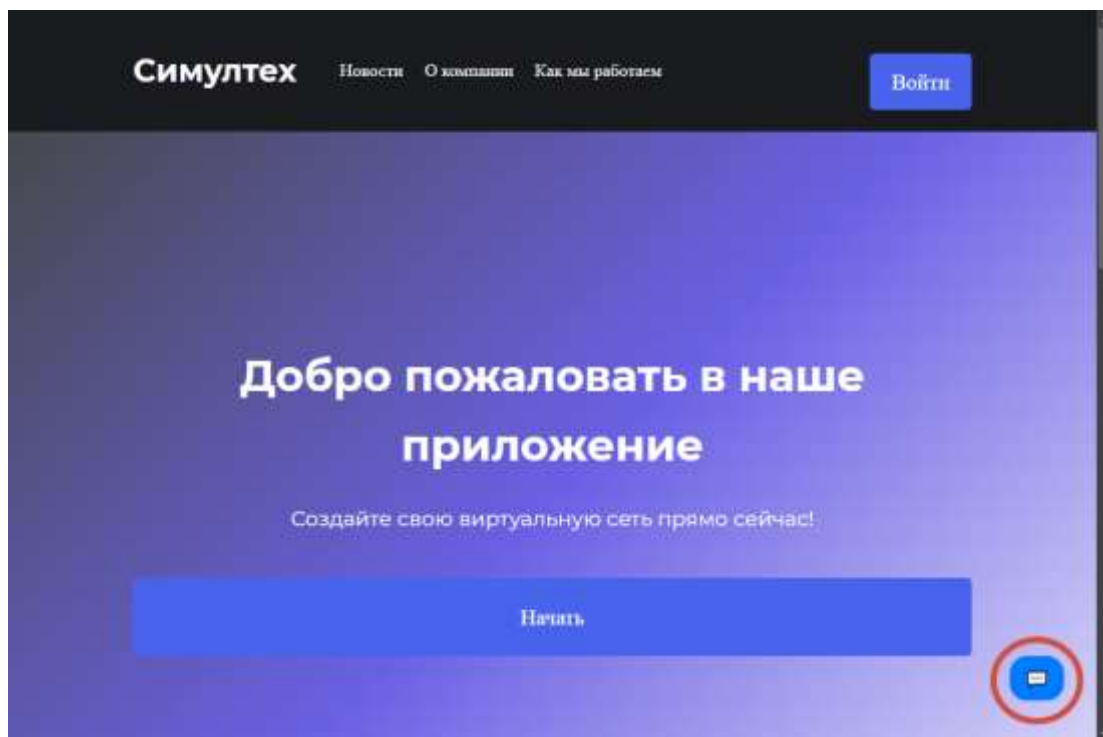 Симултех
Новости О компании Как мы работаем
Войти
Добро пожаловать в наше
приложение
Создайте свою виртуальную сеть прямо сейчас!
Начать